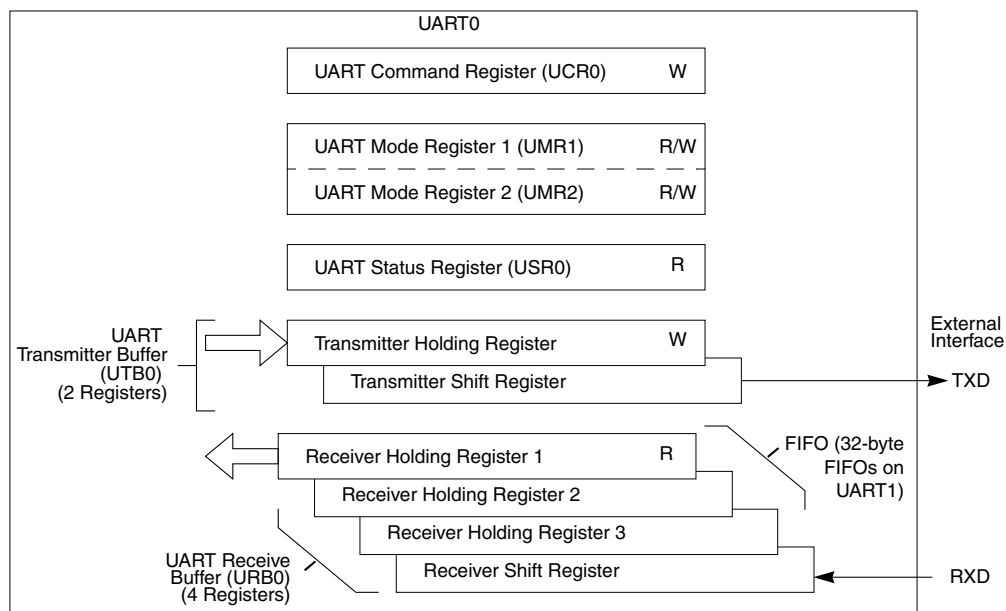 UART0
UART Command Register (UCR0) W
UART Mode Register 1 (UMR1) R/W
UART Mode Register 2 (UMR2) R/W
UART Status Register (USR0) R
UART
Transmitter Buffer
(UTB0)
(2 Registers)
Transmitter Holding Register W
Transmitter Shift Register
External
Interface
TXD
Receiver Holding Register 1 R
Receiver Holding Register 2
Receiver Holding Register 3
Receiver Shift Register
FIFO (32-byte
FIFOs on
UART1)
UART Receive
Buffer (URB0)
(4 Registers)
RXD